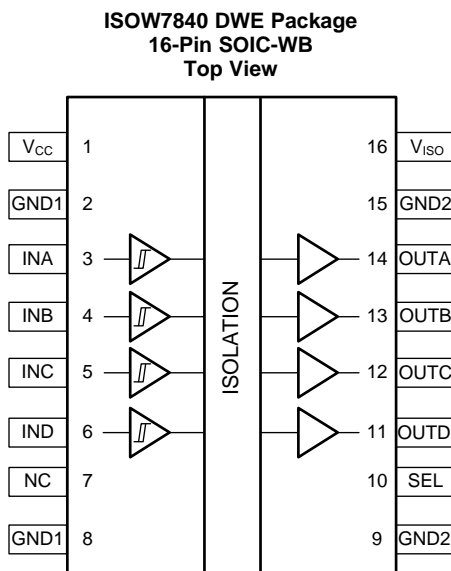 ISOW7840 DWE Package
16-Pin SOIC-WB
Top View
VCC 1 16 VISO
GND1 2 15 GND2
INA 3 14 OUTA
INB 4 13 OUTB
INC 5 12 OUTC
IND 6 11 OUTD
NC 7 10 SEL
GND1 8 9 GND2
ISOLATION